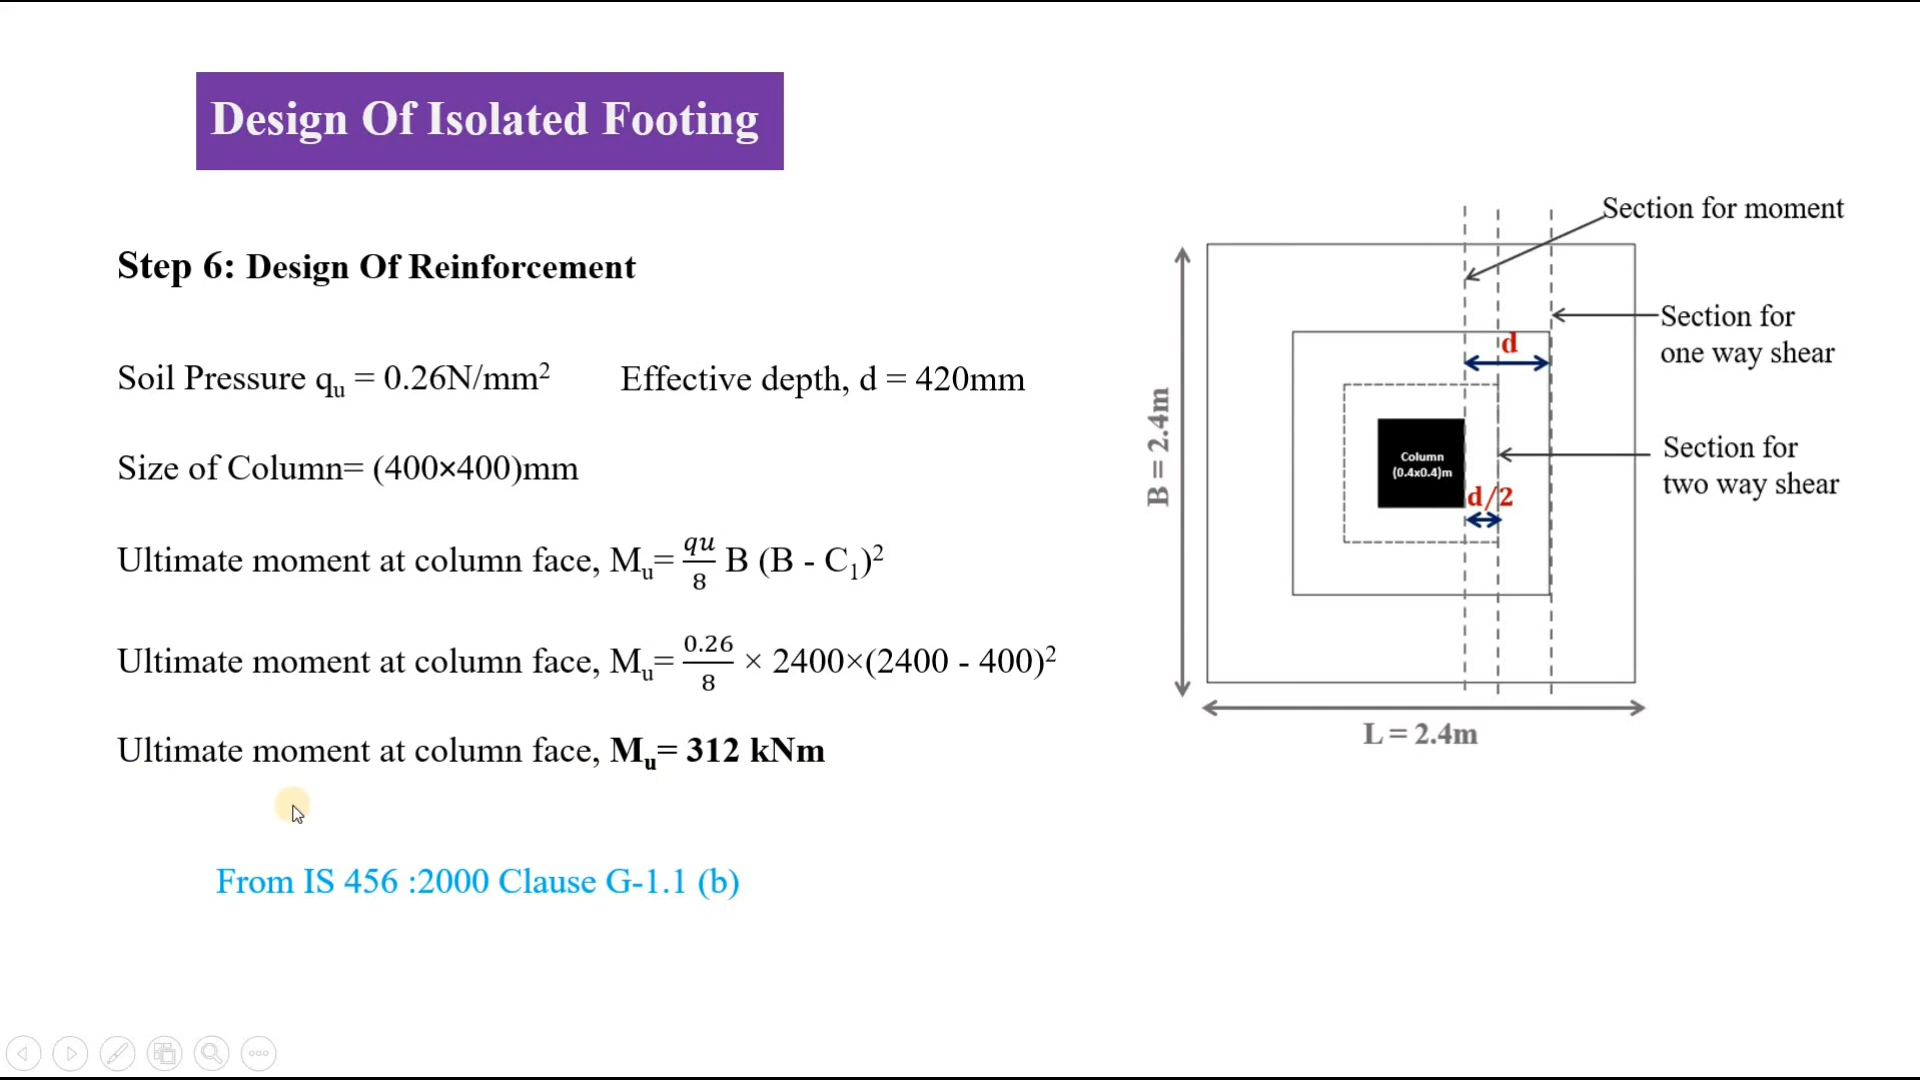 Design Of Isolated Footing
Step 6: Design Of Reinforcement
Soil Pressure qᵤ = 0.26N/mm² Effective depth, d = 420mm
Size of Column= (400×400)mm
Ultimate moment at column face, Mᵤ= qu/8 B (B - C₁)²
Ultimate moment at column face, Mᵤ= 0.26/8 × 2400×(2400 - 400)²
Ultimate moment at column face, Mᵤ= 312 kNm
From IS 456 :2000 Clause G-1.1 (b)
Section for moment
Section for
one way shear
d
B = 2.4m
Column
(0.4x0.4)m
Section for
two way shear
d/2
L = 2.4m